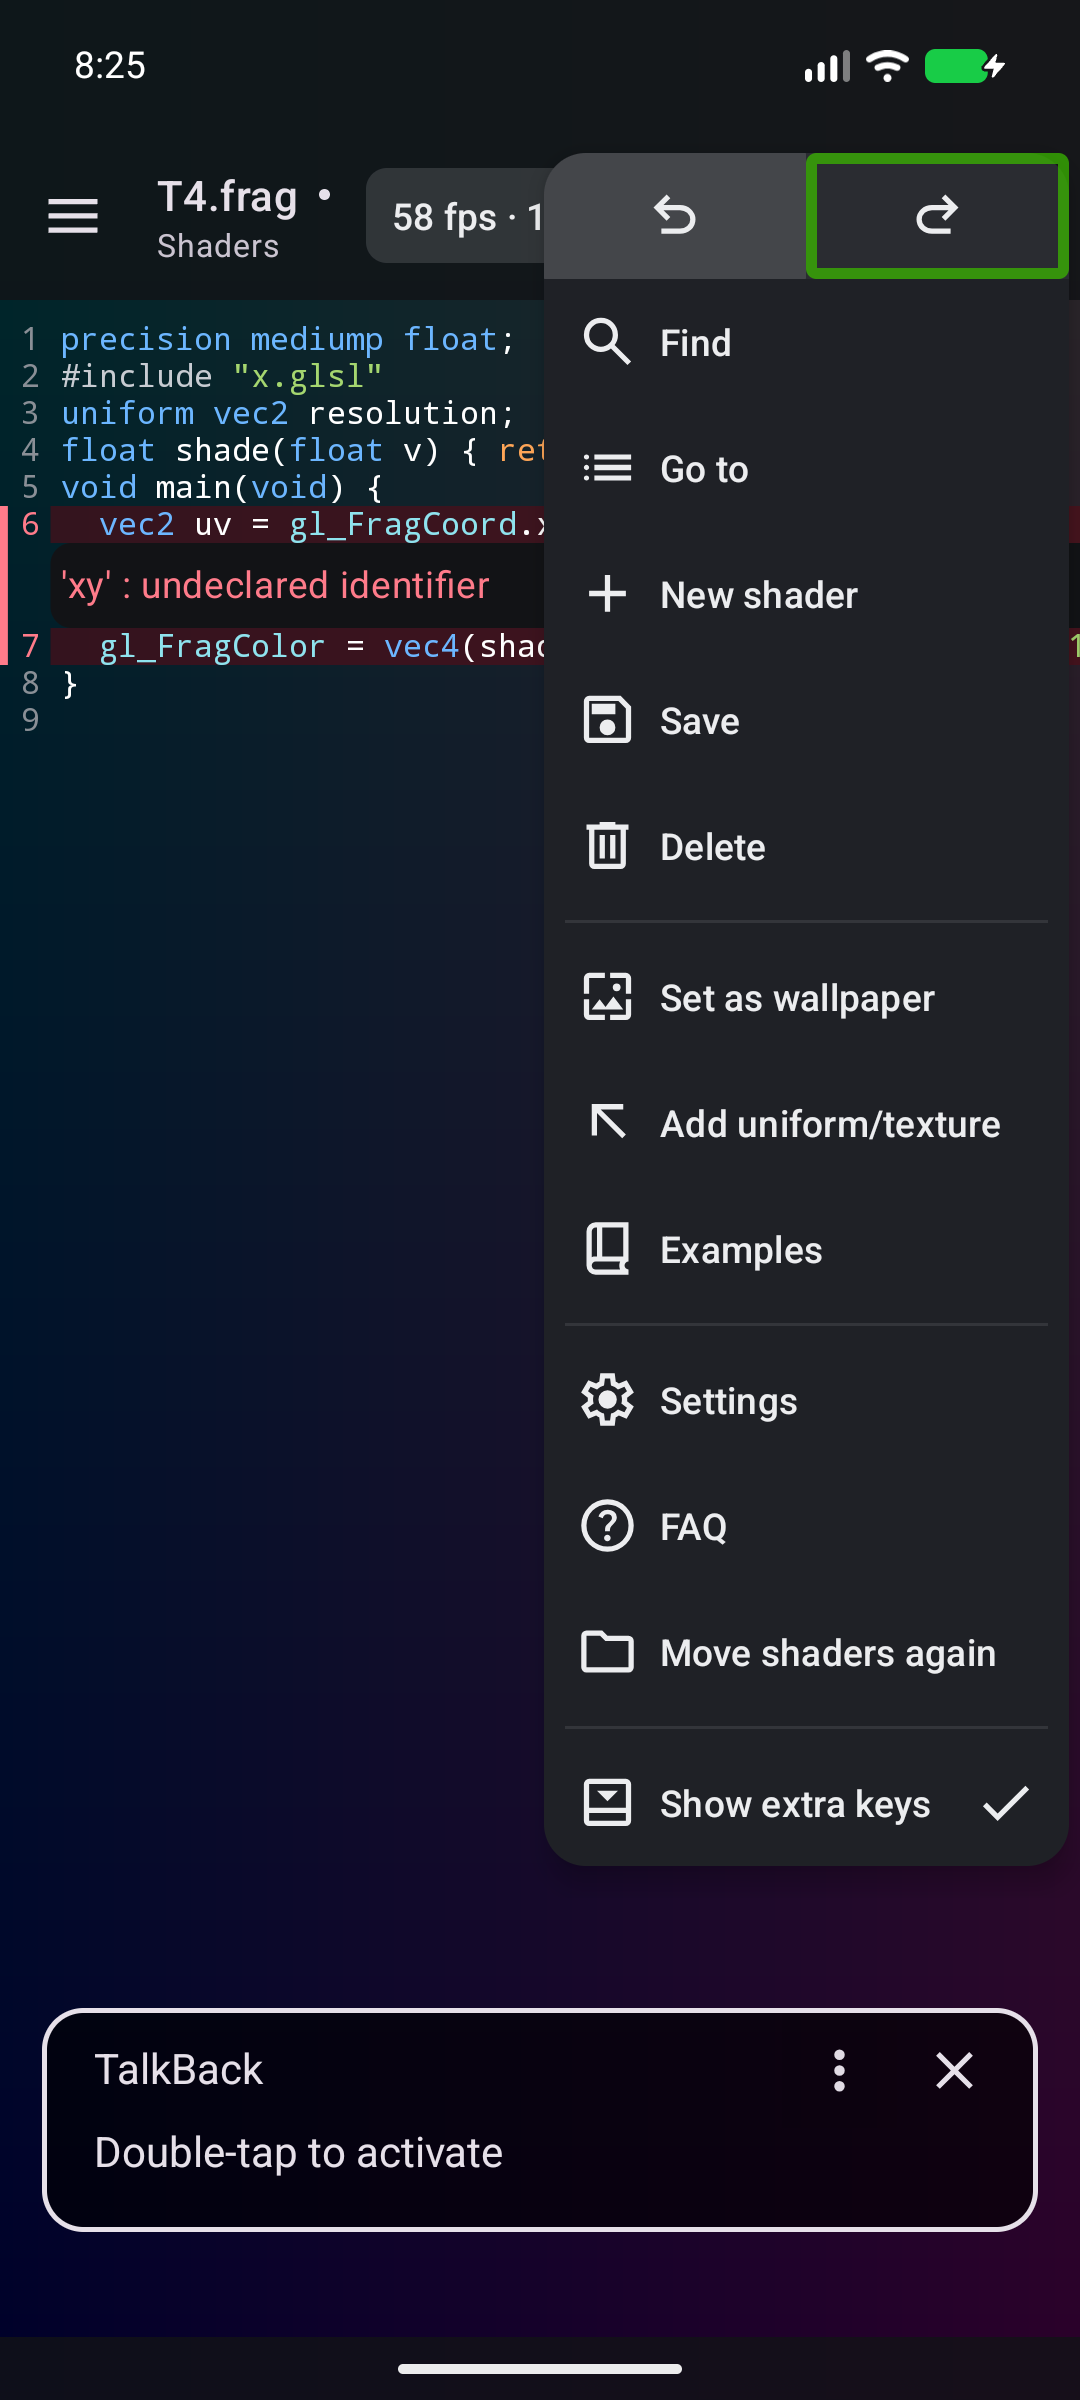 8:25
T4.frag •
Shaders
58 fps · 1
1 precision mediump float;
2 #include "x.glsl"
3 uniform vec2 resolution;
4 float shade(float v) { ret
5 void main(void) {
6 vec2 uv = gl_FragCoord.x
'xy' : undeclared identifier
7 gl_FragColor = vec4(shad 1
8 }
9
Find
Go to
New shader
Save
Delete
Set as wallpaper
Add uniform/texture
Examples
Settings
FAQ
Move shaders again
Show extra keys
TalkBack
Double-tap to activate